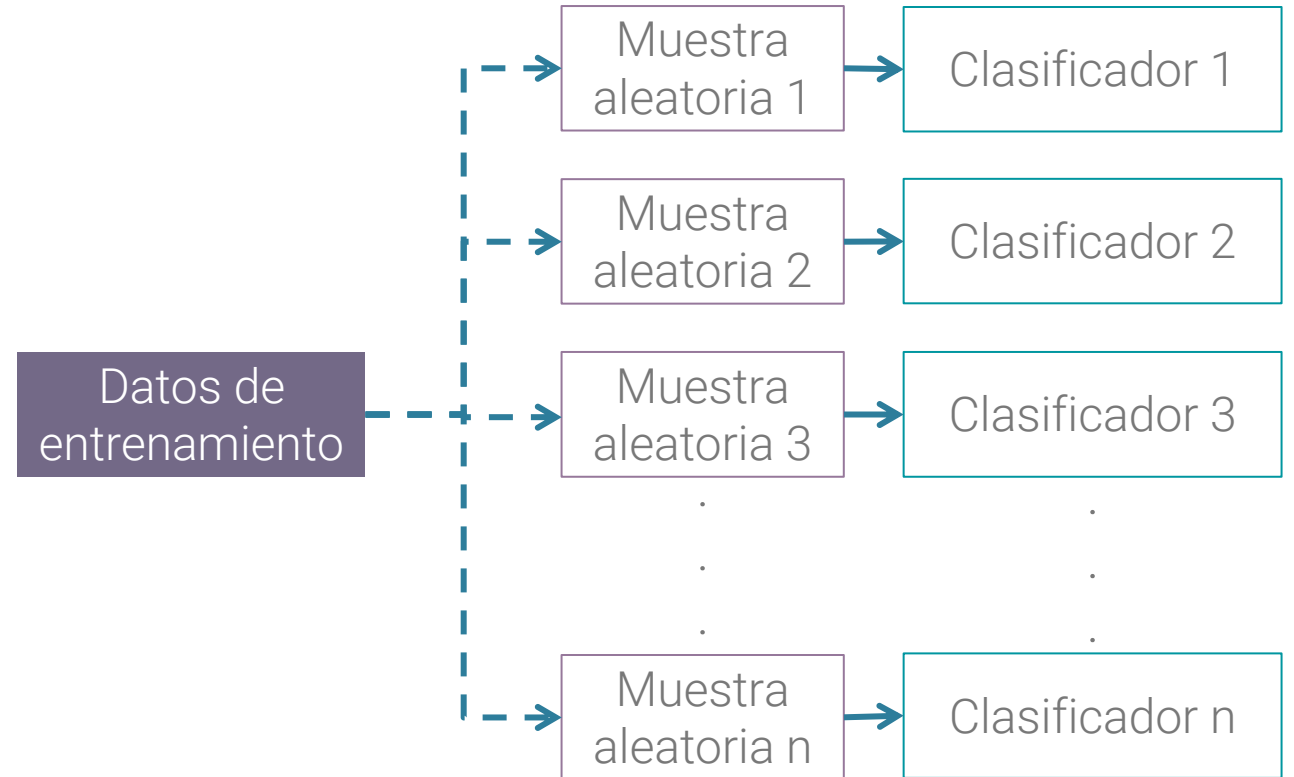 Muestra
aleatoria 1
Clasificador 1
Muestra
aleatoria 2
Clasificador 2
Datos de
entrenamiento
Muestra
aleatoria 3
Clasificador 3
.
.
.
.
.
.
Muestra
aleatoria n
Clasificador n